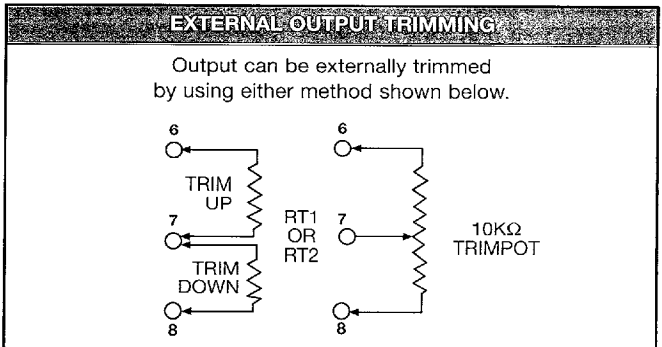 EXTERNAL OUTPUT TRIMMING
Output can be externally trimmed
by using either method shown below.
6
6
TRIM
UP
7
RT1
OR
RT2
7
10KΩ
TRIMPOT
TRIM
DOWN
8
8